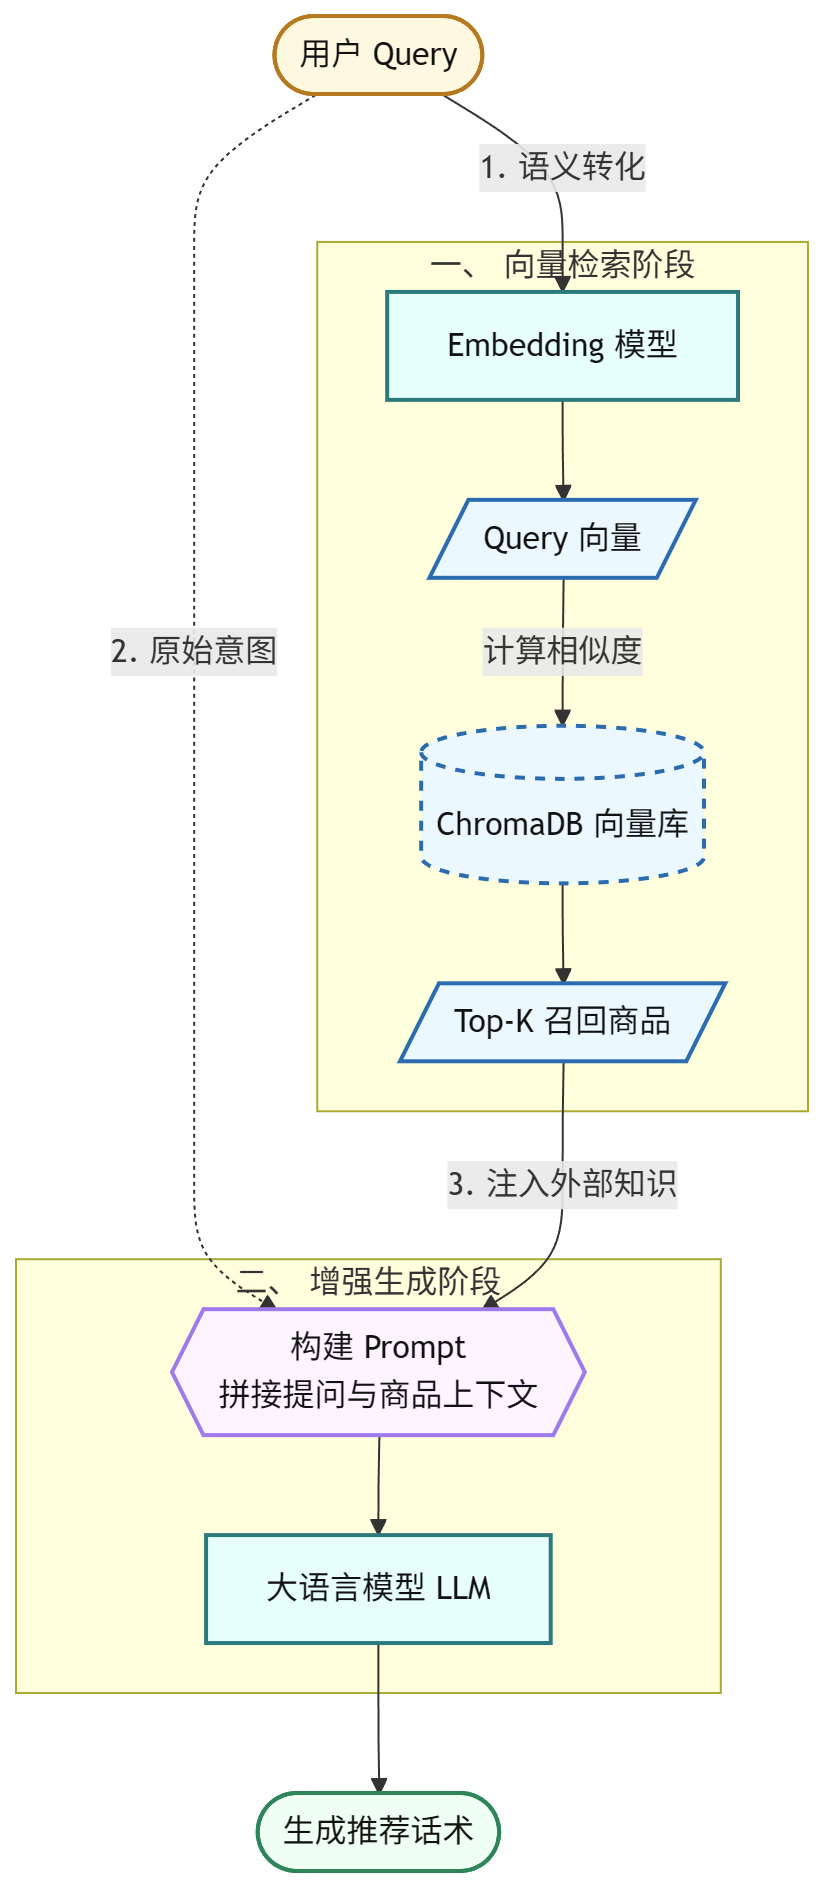 用户 Query
1. 语义转化
一、 向量检索阶段
Embedding 模型
Query 向量
2. 原始意图
计算相似度
ChromaDB 向量库
Top-K 召回商品
3. 注入外部知识
二、 增强生成阶段
构建 Prompt
拼接提问与商品上下文
大语言模型 LLM
生成推荐话术